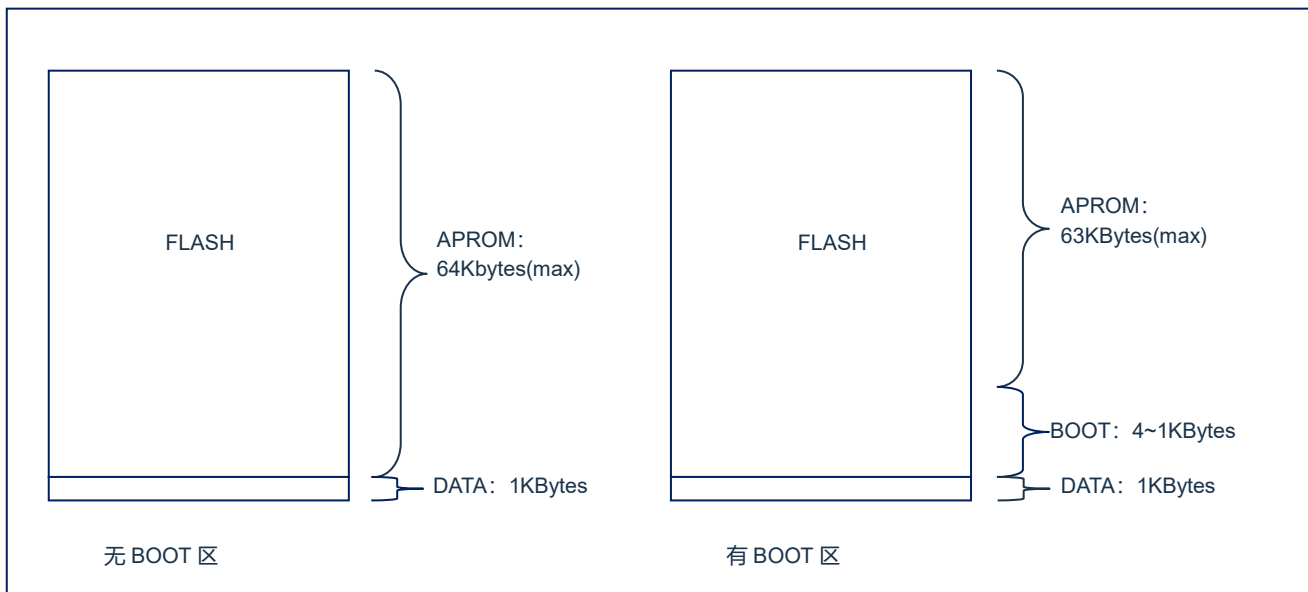 FLASH
APROM：
64Kbytes(max)
DATA：1KBytes
无 BOOT 区
FLASH
APROM：
63KBytes(max)
BOOT：4~1KBytes
DATA：1KBytes
有 BOOT 区